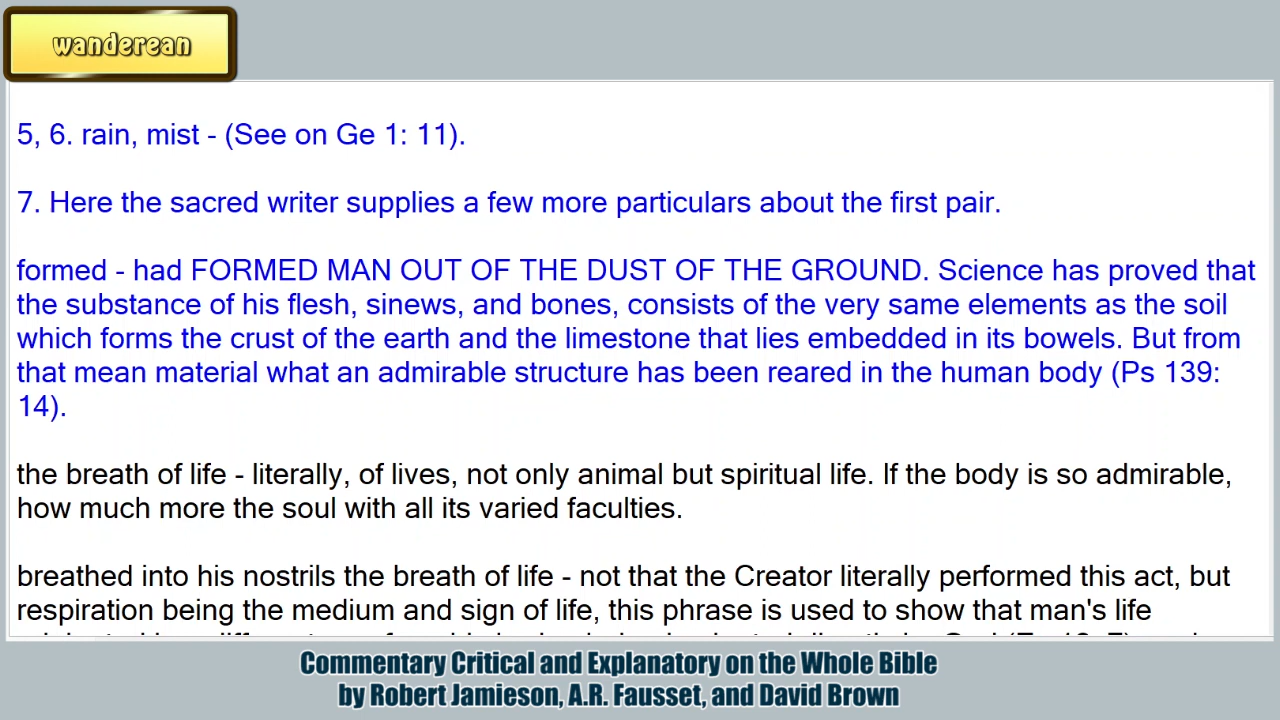 wanderean
5, 6. rain, mist - (See on Ge 1: 11).
7. Here the sacred writer supplies a few more particulars about the first pair.
formed - had FORMED MAN OUT OF THE DUST OF THE GROUND. Science has proved that
the substance of his flesh, sinews, and bones, consists of the very same elements as the soil
which forms the crust of the earth and the limestone that lies embedded in its bowels. But from
that mean material what an admirable structure has been reared in the human body (Ps 139:
14).
the breath of life - literally, of lives, not only animal but spiritual life. If the body is so admirable,
how much more the soul with all its varied faculties.
breathed into his nostrils the breath of life - not that the Creator literally performed this act, but
respiration being the medium and sign of life, this phrase is used to show that man's life
Commentary Critical and Explanatory on the Whole Bible
by Robert Jamieson, A.R. Fausset, and David Brown